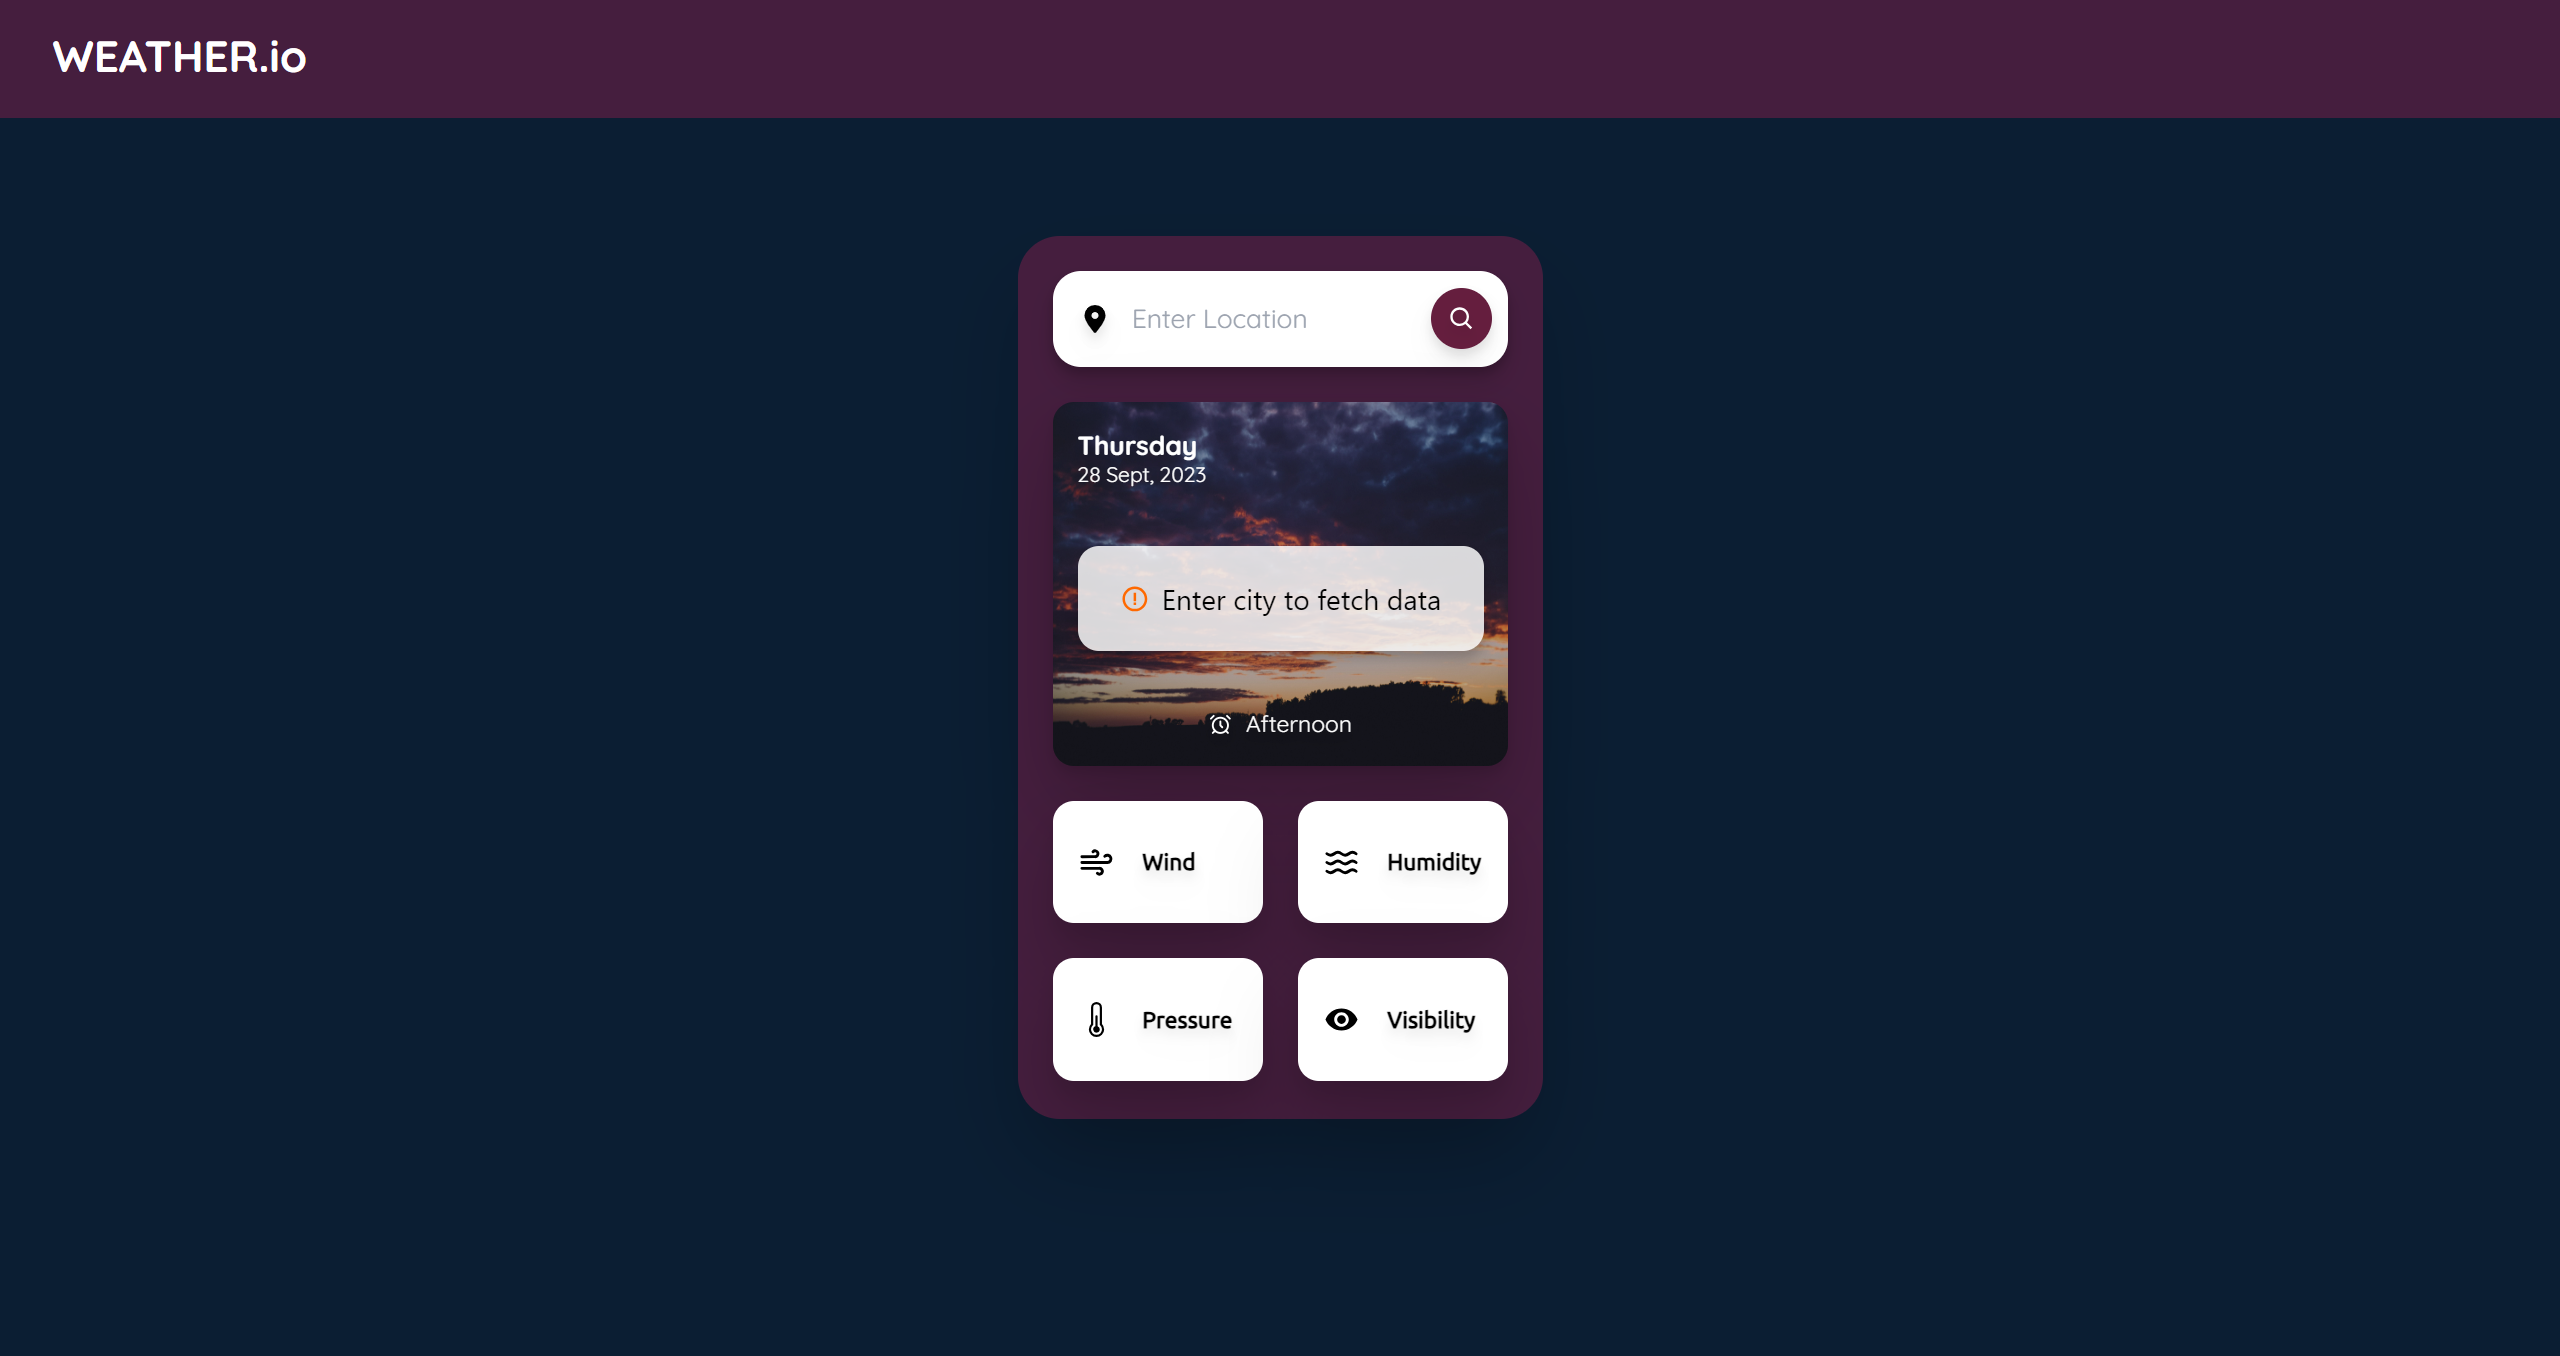 WEATHER.io
Enter Location
Thursday
28 Sept, 2023
Enter city to fetch data
Afternoon
Wind
Humidity
Pressure
Visibility